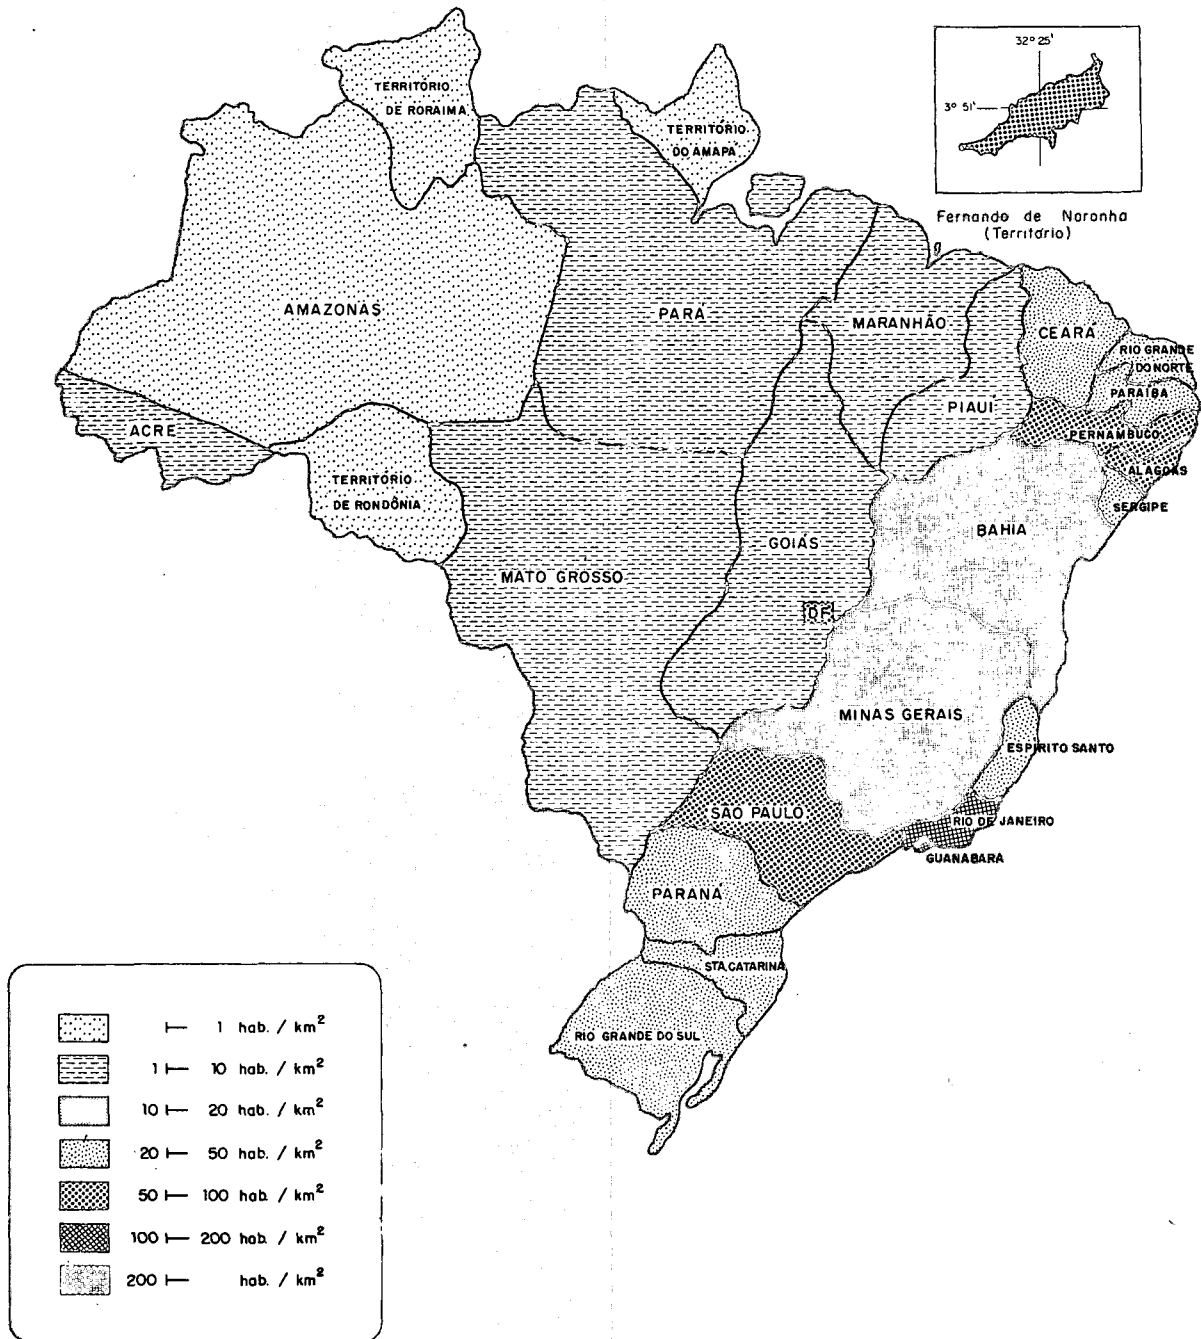 32° 25'
3° 51'
Fernando de Naranha
(Território)
TERRITÓRIO
DE RORAIMA
TERRITÓRIO
DO AMAPÁ
AMAZONAS
PARÁ
MARANHÃO
CEARÁ
RIO GRANDE
DO NORTE
PARAÍBA
PIAUÍ
ACRE
PERNAMBUCO
ALAGOAS
TERRITÓRIO
DE RONDÔNIA
SERGIPE
BAHIA
GOIÁS
MATO GROSSO
DF
MINAS GERAIS
ESPÍRITO SANTO
SÃO PAULO
RIO DE JANEIRO
GUANABARA
PARANÁ
STA. CATARINA
RIO GRANDE DO SUL
⊢ 1 hab. / km²
1 ⊢ 10 hab. / km²
10 ⊢ 20 hab. / km²
20 ⊢ 50 hab. / km²
50 ⊢ 100 hab. / km²
100 ⊢ 200 hab. / km²
200 ⊢ hab. / km²